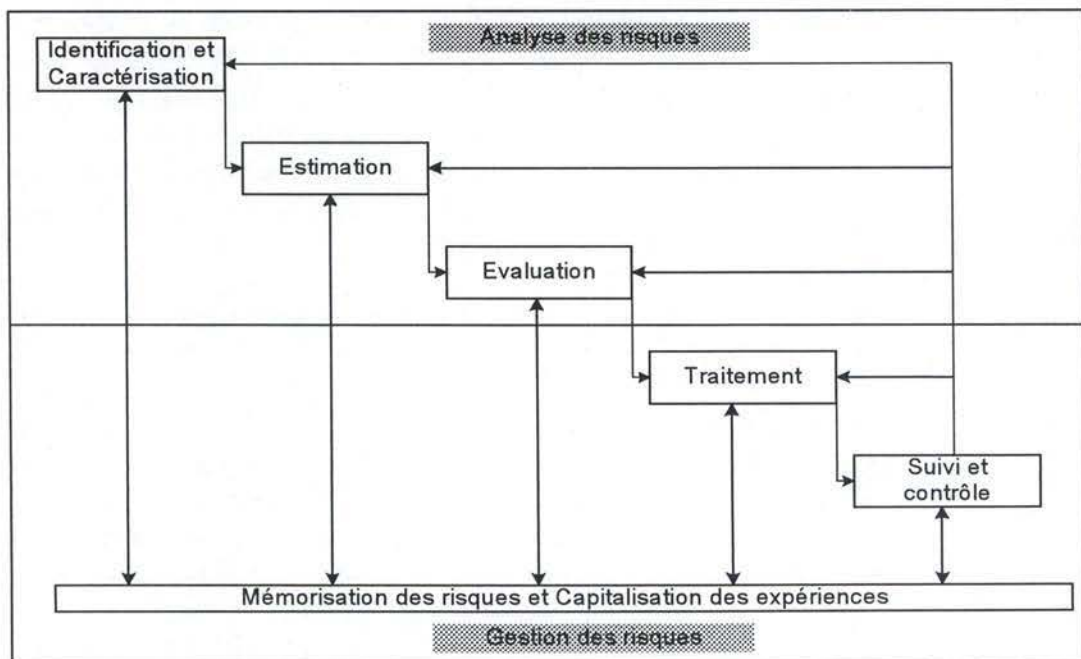 Analyse des risques
Identification et
Caractérisation
Estimation
Evaluation
Traitement
Suivi et
contrôle
Mémorisation des risques et Capitalisation des expériences
Gestion des risques